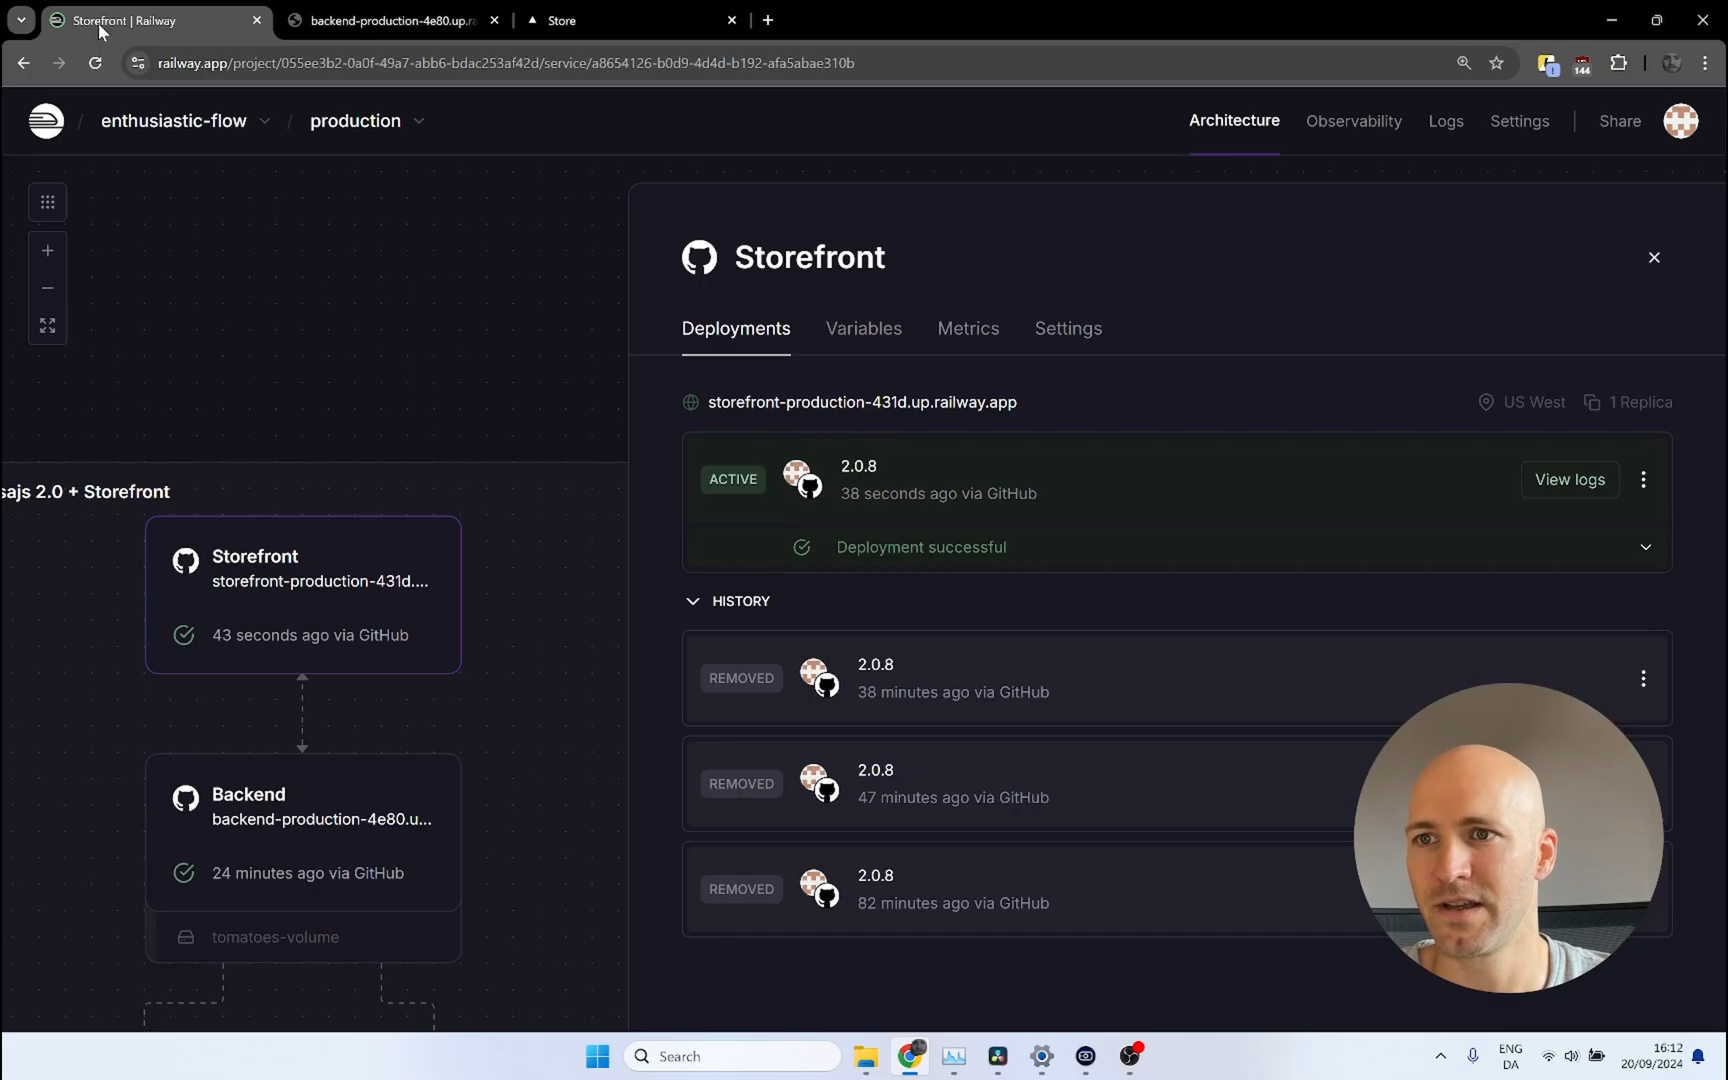 Storefront | Railway
backend-production-4e80.up.ra
Store
railway.app/project/055ee3b2-0a0f-49a7-abb6-bdac253af42d/service/a8654126-b0d9-4d4d-b192-afa5abae310b
144
/ enthusiastic-flow / production
Architecture Observability Logs Settings Share
Storefront
Deployments Variables Metrics Settings
storefront-production-431d.up.railway.app
US West 1 Replica
ACTIVE
2.0.8
38 seconds ago via GitHub
View logs
Deployment successful
HISTORY
REMOVED
2.0.8
38 minutes ago via GitHub
REMOVED
2.0.8
47 minutes ago via GitHub
REMOVED
2.0.8
82 minutes ago via GitHub
sajs 2.0 + Storefront
Storefront
storefront-production-431d....
43 seconds ago via GitHub
Backend
backend-production-4e80.u...
24 minutes ago via GitHub
tomatoes-volume
Search
ENG
DA
16:12
20/09/2024